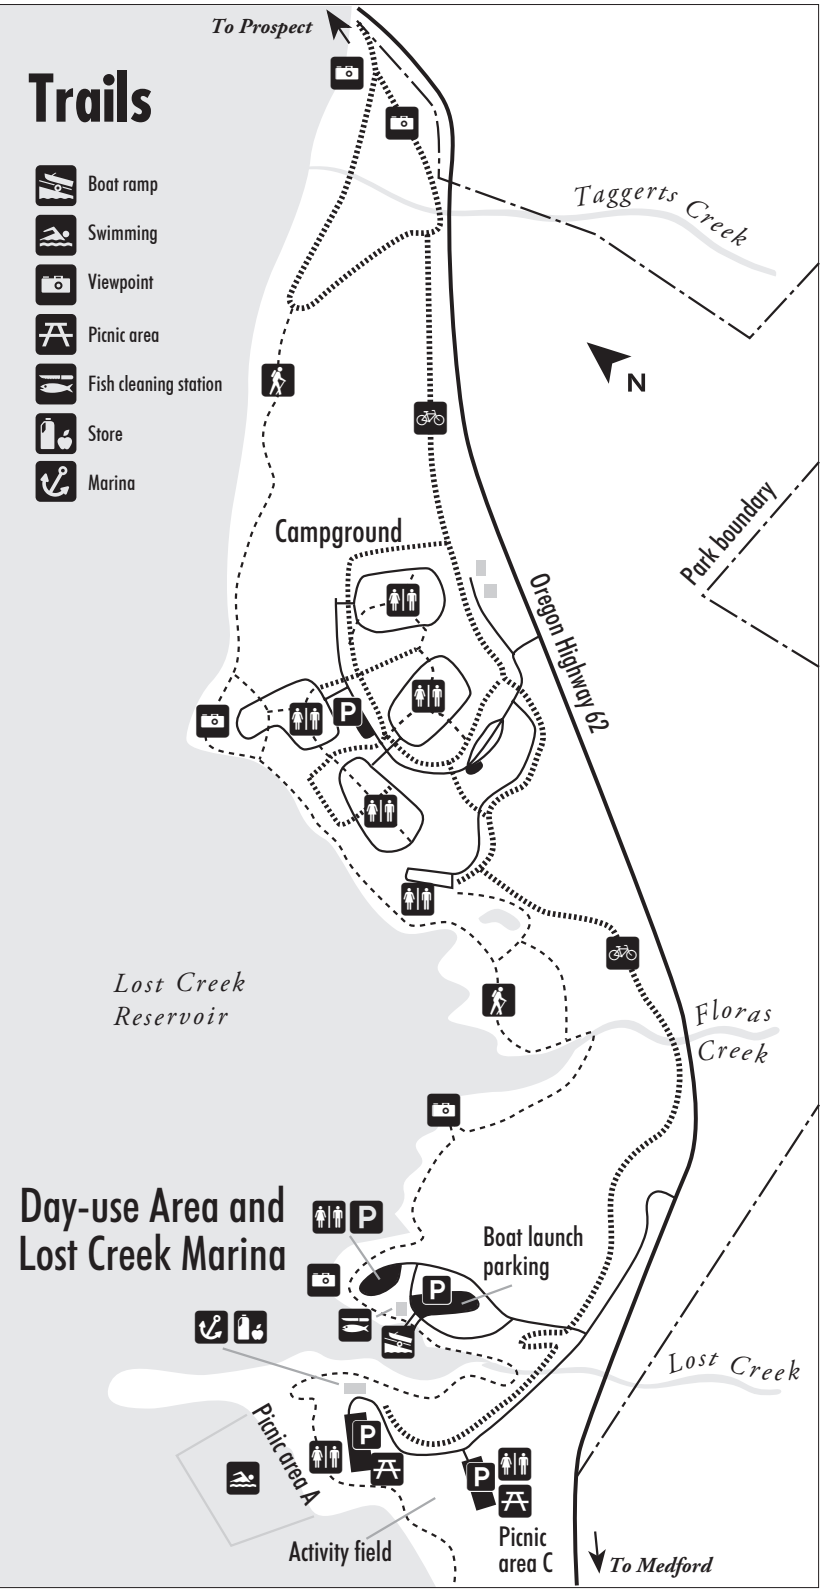 To Prospect
Trails
Boat ramp
Swimming
Viewpoint
Picnic area
Fish cleaning station
Store
Marina
Taggerts Creek
N
Campground
P
Park boundary
Oregon Highway 62
Lost Creek
Reservoir
Floras
Creek
Day-use Area and
Lost Creek Marina
P
Boat launch
parking
P
Lost Creek
Picnic area A
P
P
Activity field
Picnic
area C
To Medford